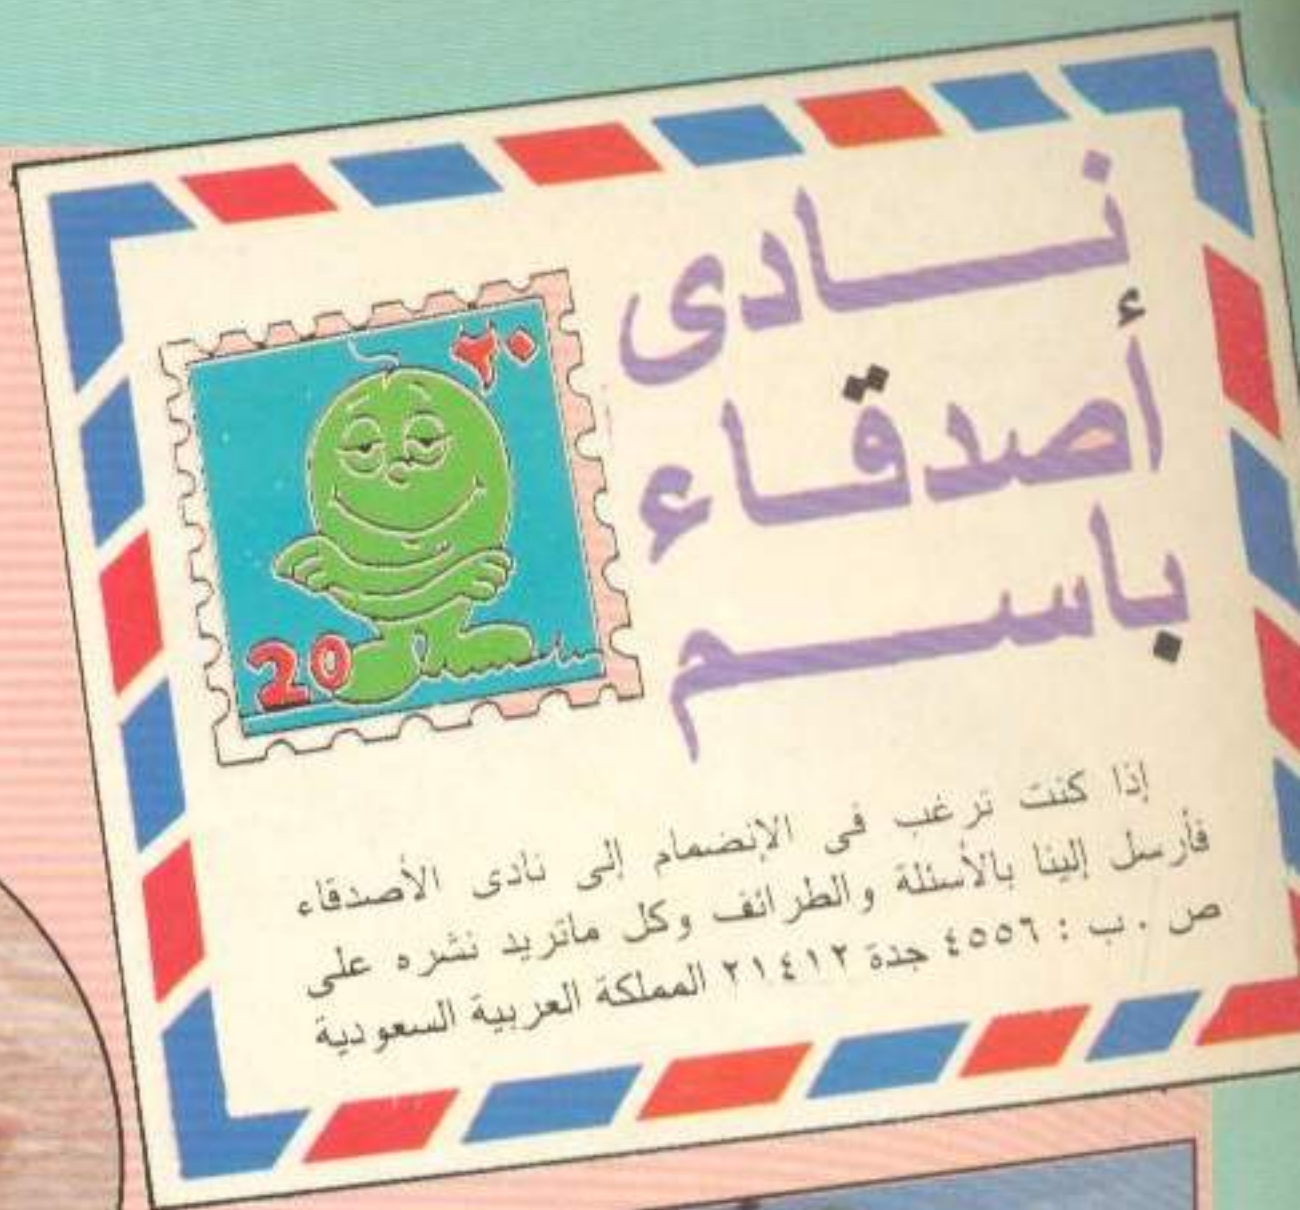 نادى
أصدقاء
باسم
٢٠
20
إذا كنت ترغب فى الإنضمام إلى نادى الأصدقاء
فأرسل إلينا بالأسئلة والطرائف وكل ماتريد نشره على
ص . ب : ٤٥٥٦ جدة ٢١٤١٢ المملكة العربية السعودية